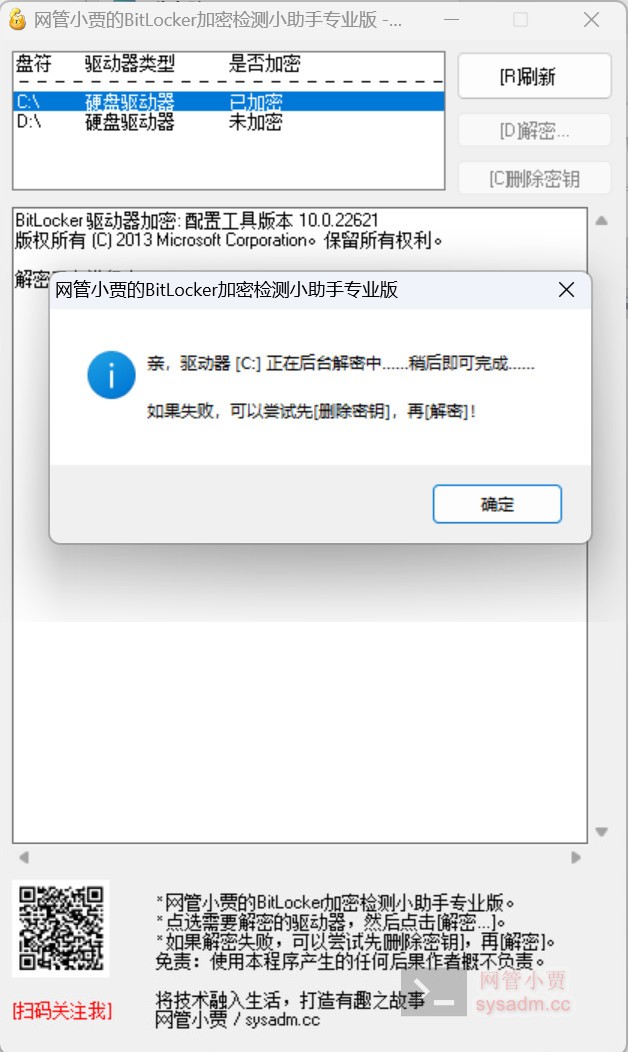 网管小贾的BitLocker加密检测小助手专业版 -...
盘符 驱动器类型 是否加密
C:\ 硬盘驱动器 已加密
D:\ 硬盘驱动器 未加密
[R]刷新
[D]解密...
[C]删除密钥
BitLocker 驱动器加密: 配置工具版本 10.0.22621
版权所有 (C) 2013 Microsoft Corporation。保留所有权利。
解密
网管小贾的BitLocker加密检测小助手专业版
亲，驱动器 [C:] 正在后台解密中......稍后即可完成......
如果失败，可以尝试先[删除密钥]，再[解密]！
确定
*网管小贾的BitLocker加密检测小助手专业版。
*点选需要解密的驱动器，然后点击[解密...]。
*如果解密失败，可以尝试先[删除密钥]，再[解密]。
免责：使用本程序产生的任何后果作者概不负责。
将技术融入生活，打造有趣之故事
网管小贾 / sysadm.cc
[扫码关注我]
网管小贾
sysadm.cc